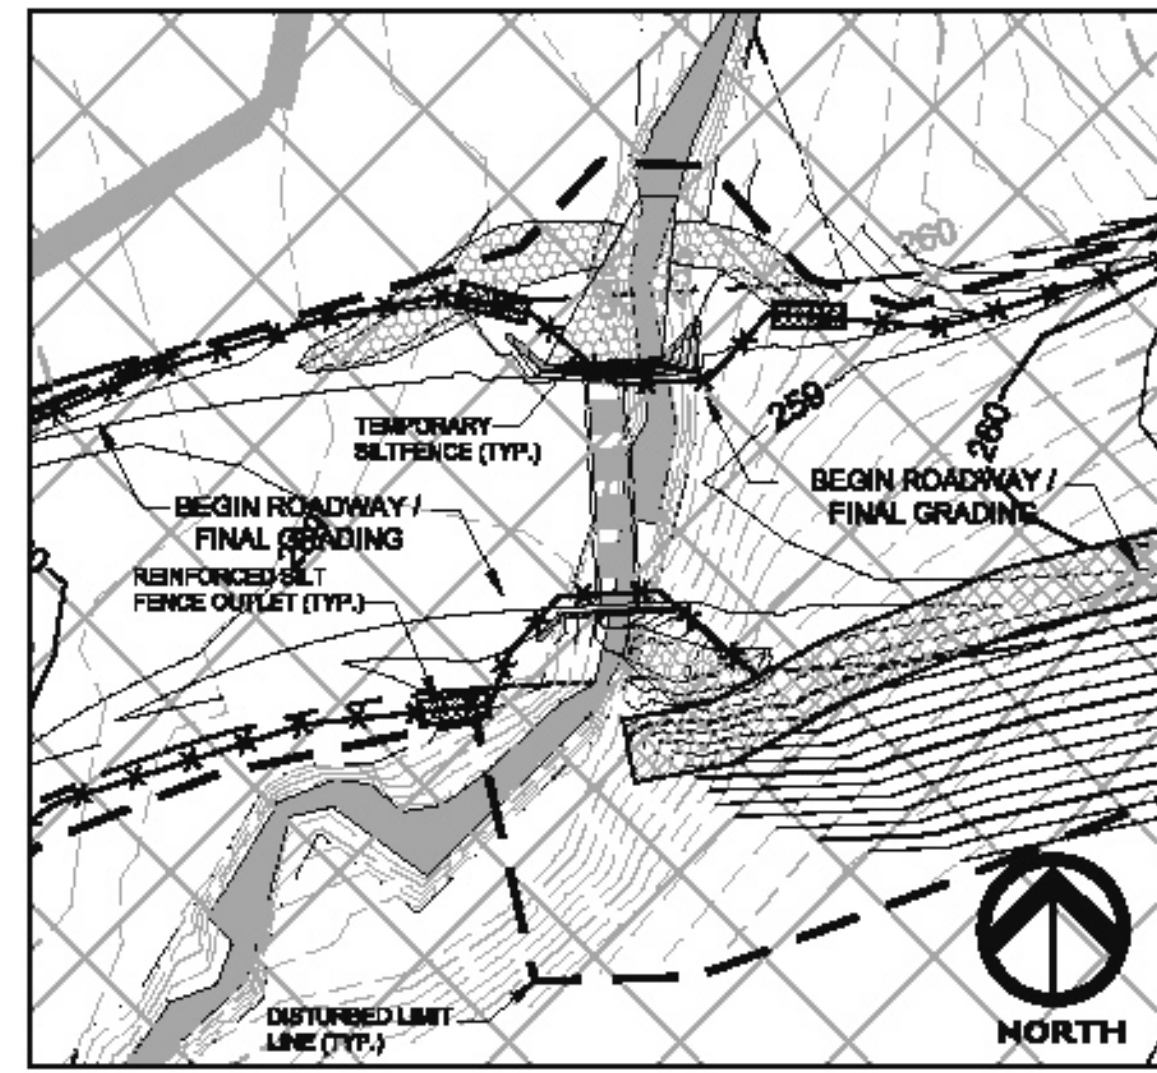 260
TEMPORARY
SILTFENCE (TYP.)
259
260
BEGIN ROADWAY /
FINAL GRADING
BEGIN ROADWAY /
FINAL GRADING
REINFORCED SILT
FENCE OUTLET (TYP.)
DISTURBED LIMIT
LINE (TYP.)
NORTH